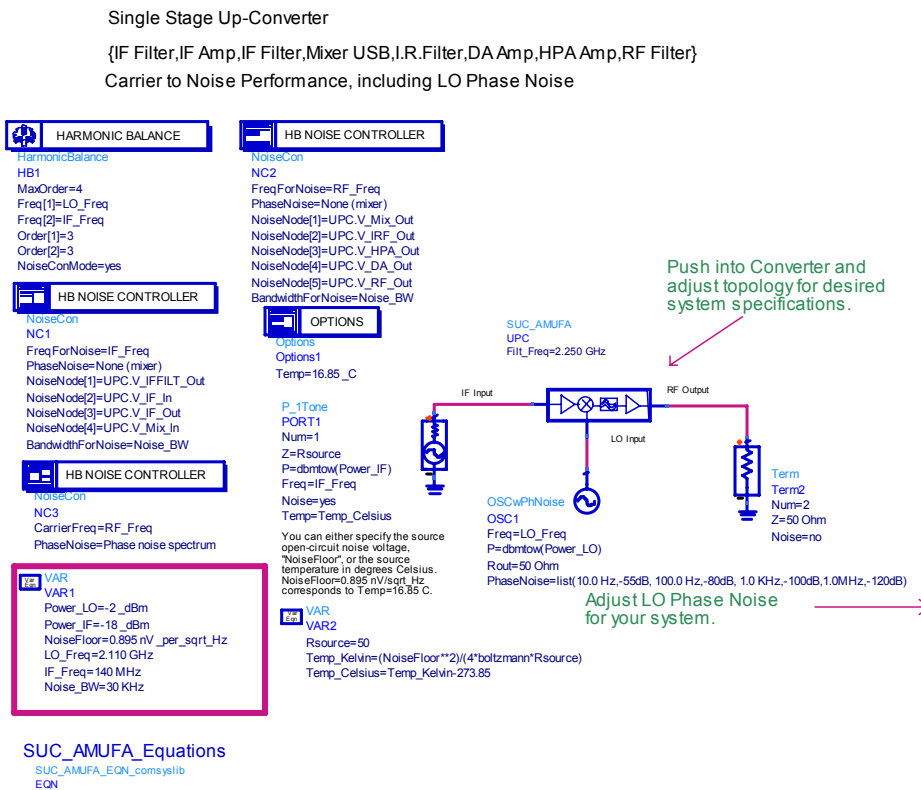 Single Stage Up-Converter
{IF Filter,IF Amp,IF Filter,Mixer USB,I.R.Filter,DA Amp,HPA Amp,RF Filter}
Carrier to Noise Performance, including LO Phase Noise
HARMONIC BALANCE
HarmonicBalance
HB1
MaxOrder=4
Freq[1]=LO_Freq
Freq[2]=IF_Freq
Order[1]=3
Order[2]=3
NoiseConMode=yes
HB NOISE CONTROLLER
NoiseCon
NC2
FreqForNoise=RF_Freq
PhaseNoise=None (mixer)
NoiseNode[1]=UPC.V_Mix_Out
NoiseNode[2]=UPC.V_IRF_Out
NoiseNode[3]=UPC.V_HPA_Out
NoiseNode[4]=UPC.V_DA_Out
NoiseNode[5]=UPC.V_RF_Out
BandwidthForNoise=Noise_BW
HB NOISE CONTROLLER
NoiseCon
NC1
FreqForNoise=IF_Freq
PhaseNoise=None (mixer)
NoiseNode[1]=UPC.V_IFFILT_Out
NoiseNode[2]=UPC.V_IF_In
NoiseNode[3]=UPC.V_IF_Out
NoiseNode[4]=UPC.V_Mix_In
BandwidthForNoise=Noise_BW
OPTIONS
Options
Options1
Temp=16.85 _C
HB NOISE CONTROLLER
NoiseCon
NC3
CarrierFreq=RF_Freq
PhaseNoise=Phase noise spectrum
P_1Tone
PORT1
Num=1
Z=Rsource
P=dbmtow(Power_IF)
Freq=IF_Freq
Noise=yes
Temp=Temp_Celsius
You can either specify the source
open-circuit noise voltage,
"NoiseFloor", or the source
temperature in degrees Celsius.
NoiseFloor=0.895 nV/sqrt_Hz
corresponds to Temp=16.85 C.
Push into Converter and
adjust topology for desired
system specifications.
SUC_AMUFA
UPC
Filt_Freq=2.250 GHz
IF Input
RF Output
LO Input
OSCwPhNoise
OSC1
Freq=LO_Freq
P=dbmtow(Power_LO)
Rout=50 Ohm
PhaseNoise=list(10.0 Hz,-55dB, 100.0 Hz,-80dB, 1.0 KHz,-100dB,1.0MHz,-120dB)
Term
Term2
Num=2
Z=50 Ohm
Noise=no
Adjust LO Phase Noise
for your system.
Var
Eqn
VAR
VAR1
Power_LO=-2 _dBm
Power_IF=-18 _dBm
NoiseFloor=0.895 nV _per_sqrt_Hz
LO_Freq=2.110 GHz
IF_Freq=140 MHz
Noise_BW=30 KHz
Var
Eqn
VAR
VAR2
Rsource=50
Temp_Kelvin=(NoiseFloor**2)/(4*boltzmann*Rsource)
Temp_Celsius=Temp_Kelvin-273.85
SUC_AMUFA_Equations
SUC_AMUFA_EQN_comsyslib
EQN